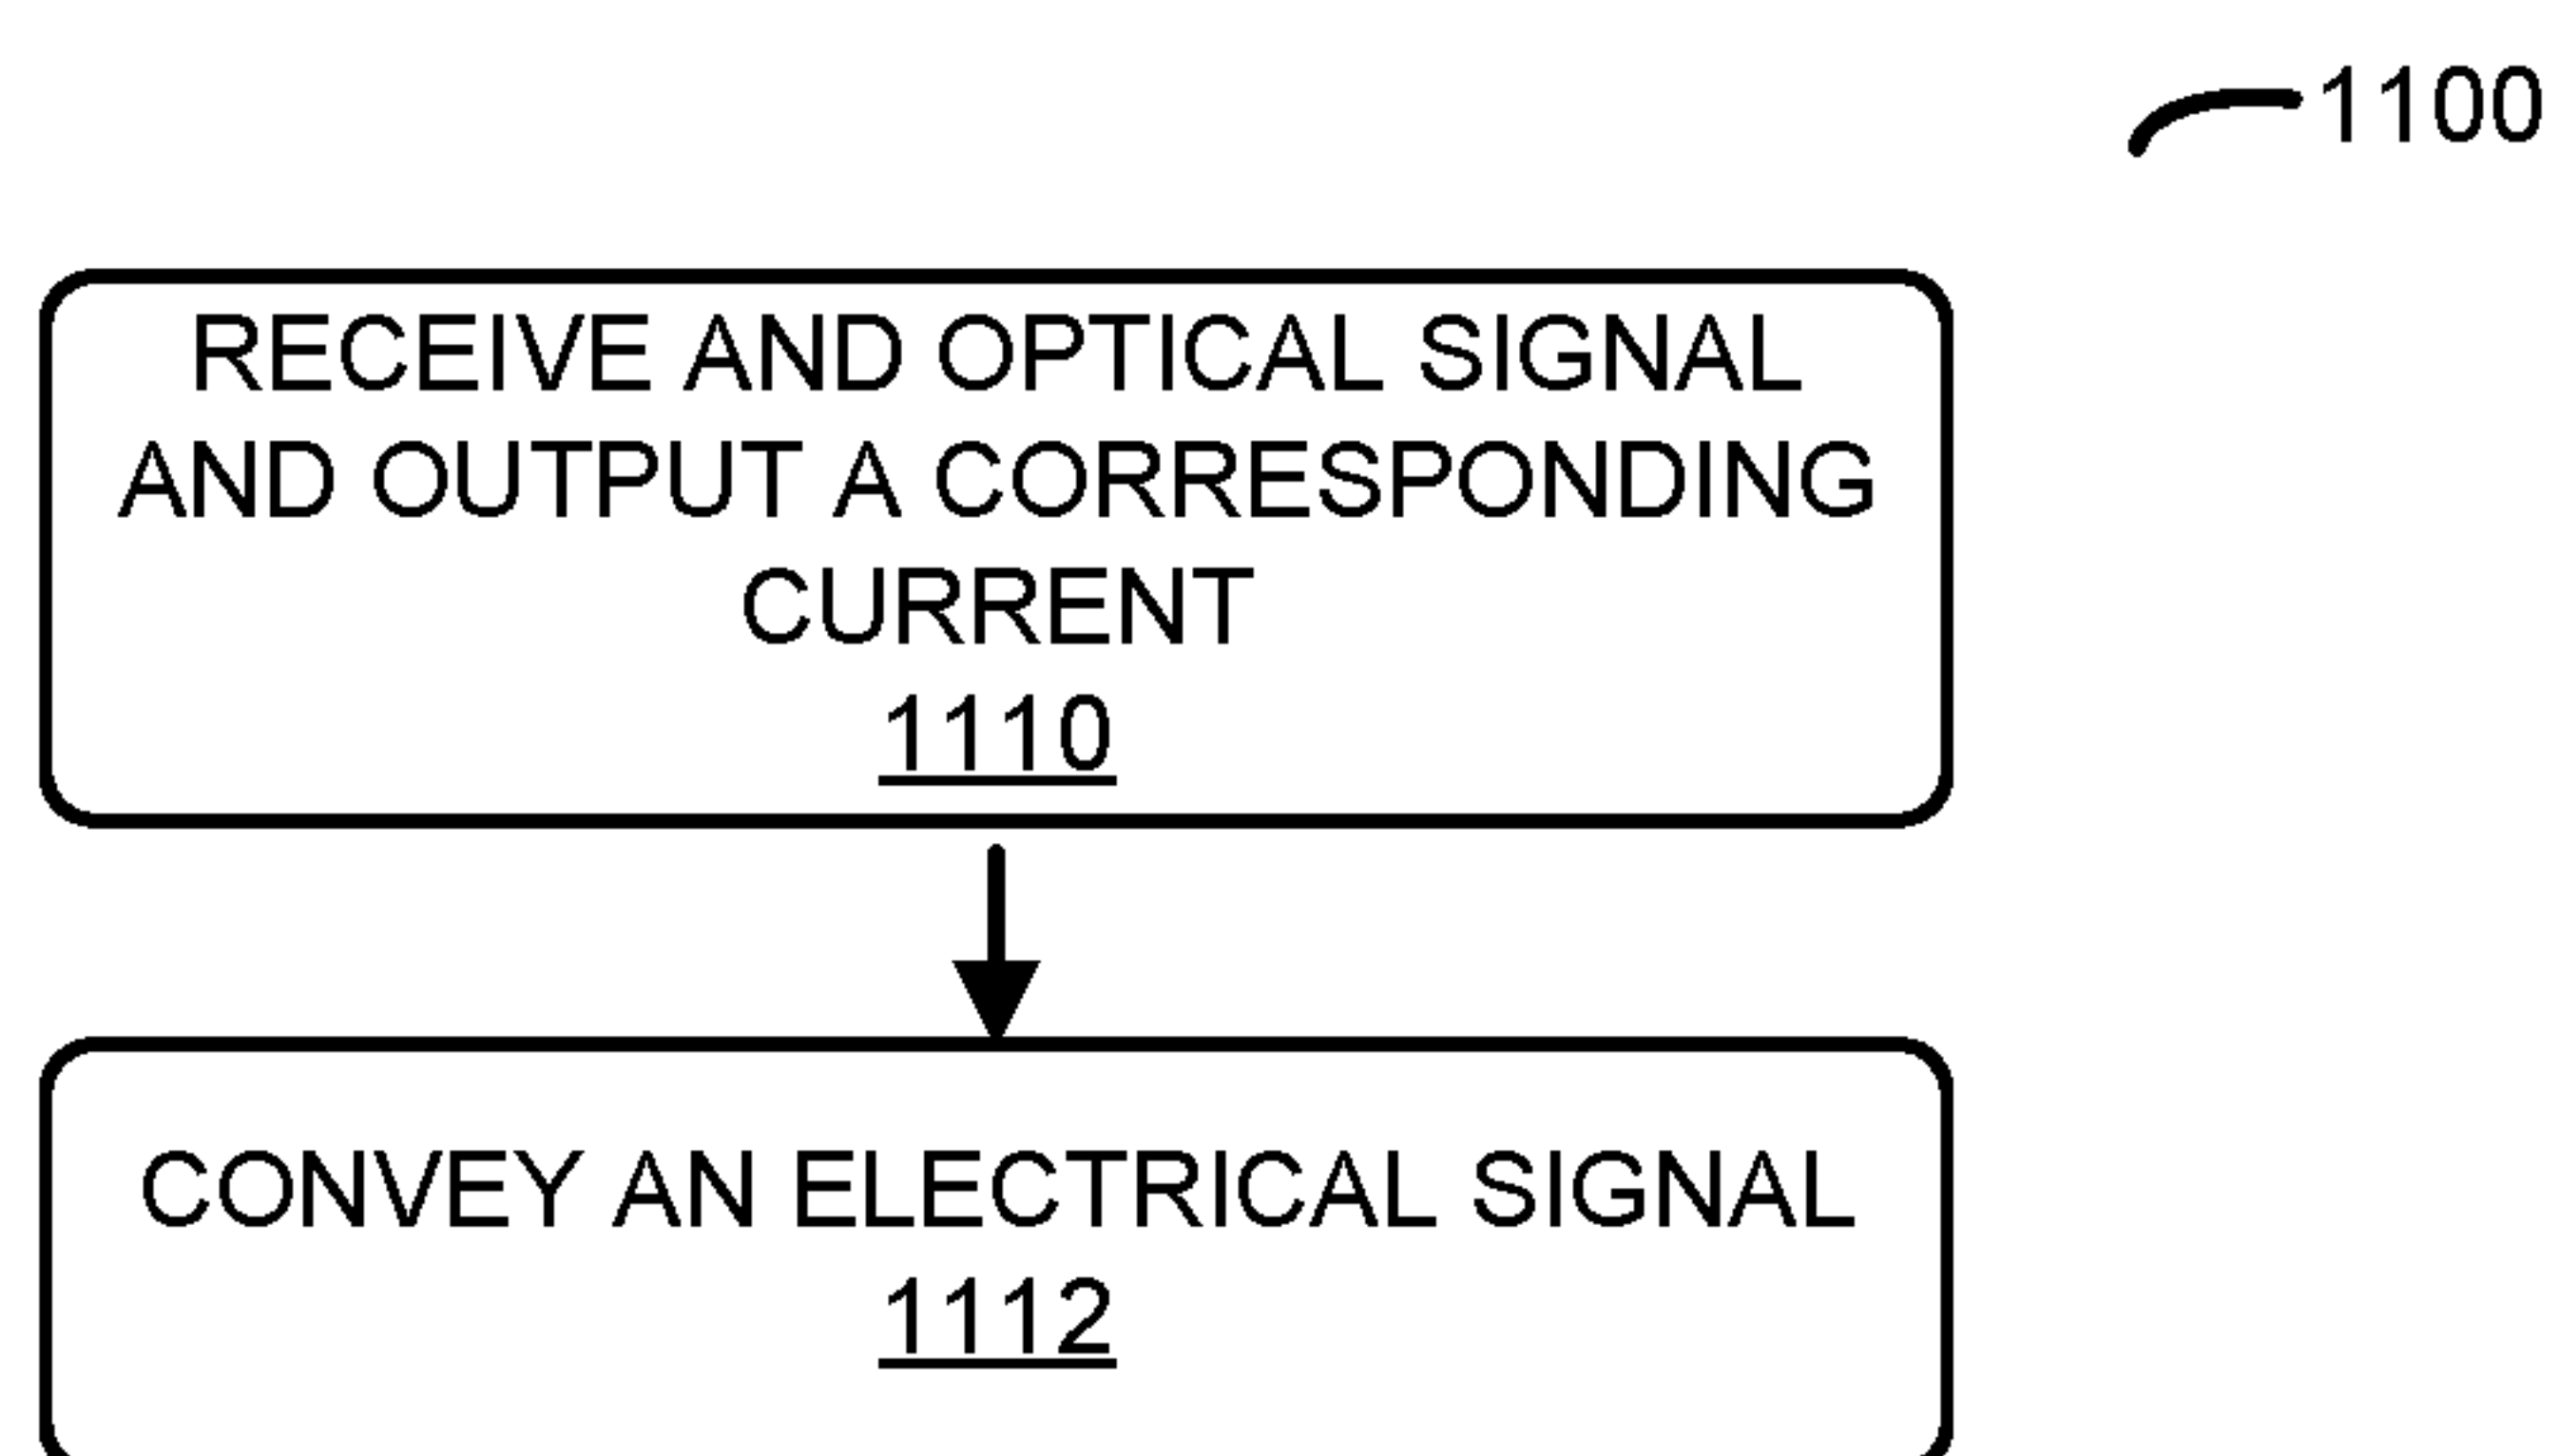 1100
RECEIVE AND OPTICAL SIGNAL
AND OUTPUT A CORRESPONDING
CURRENT
1110
CONVEY AN ELECTRICAL SIGNAL
1112